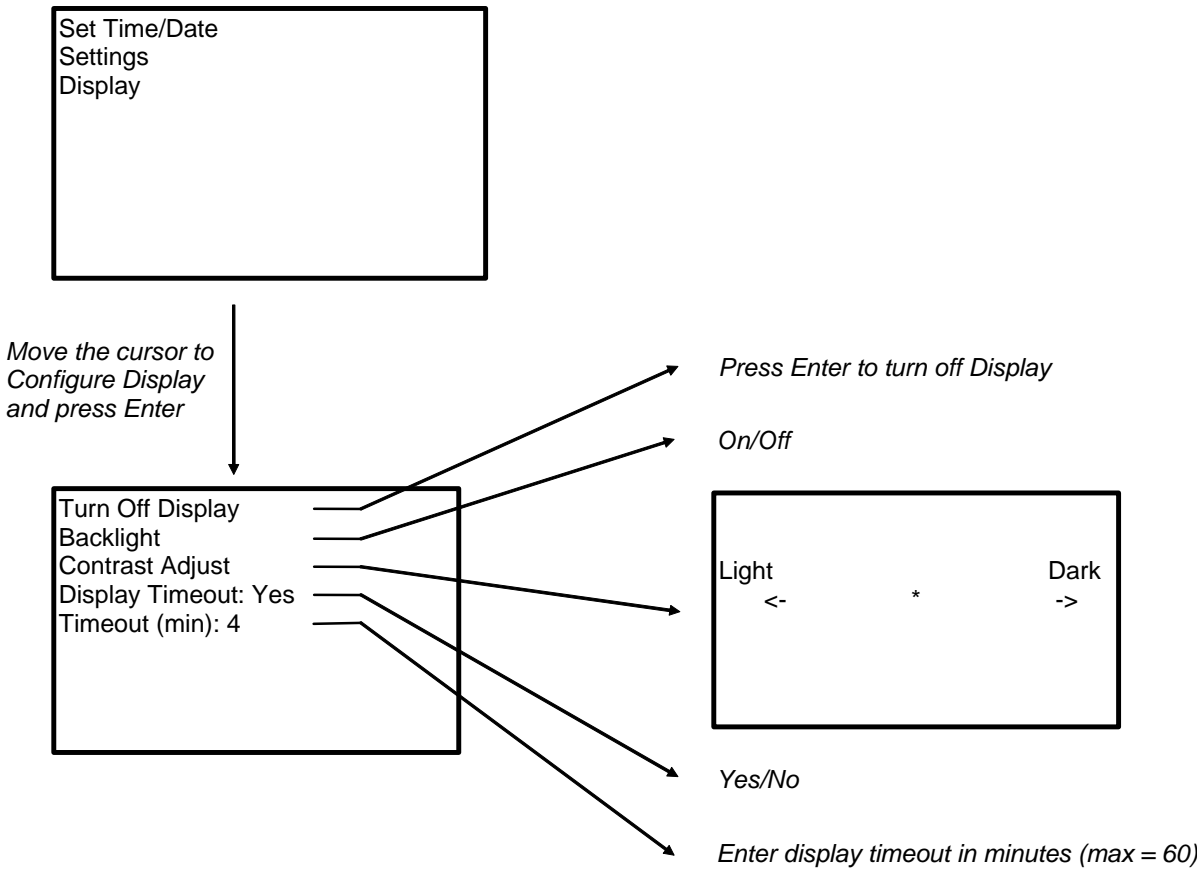 Set Time/Date
Settings
Display
Move the cursor to
Configure Display
and press Enter
Press Enter to turn off Display
On/Off
Turn Off Display
Backlight
Contrast Adjust
Display Timeout: Yes
Timeout (min): 4
Light Dark
<- * ->
Yes/No
Enter display timeout in minutes (max = 60)